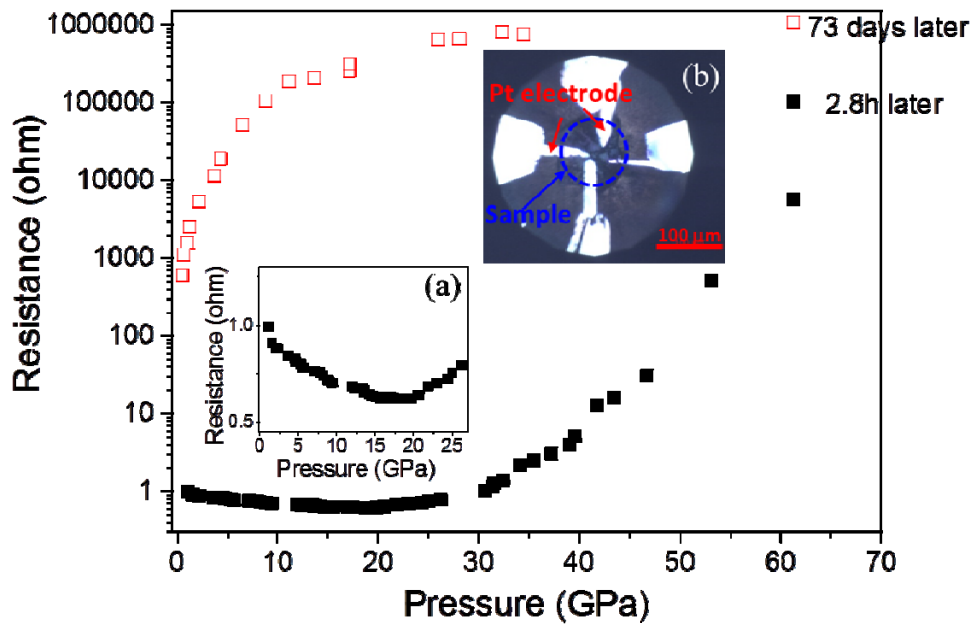 1000000
100000
10000
1000
100
10
1
Resistance (ohm)
73 days later
2.8h later
(b)
Pt electrode
Sample
100 μm
(a)
1.0
0.5
Resistance (ohm)
0 5 10 15 20 25
Pressure (GPa)
0 10 20 30 40 50 60 70
Pressure (GPa)